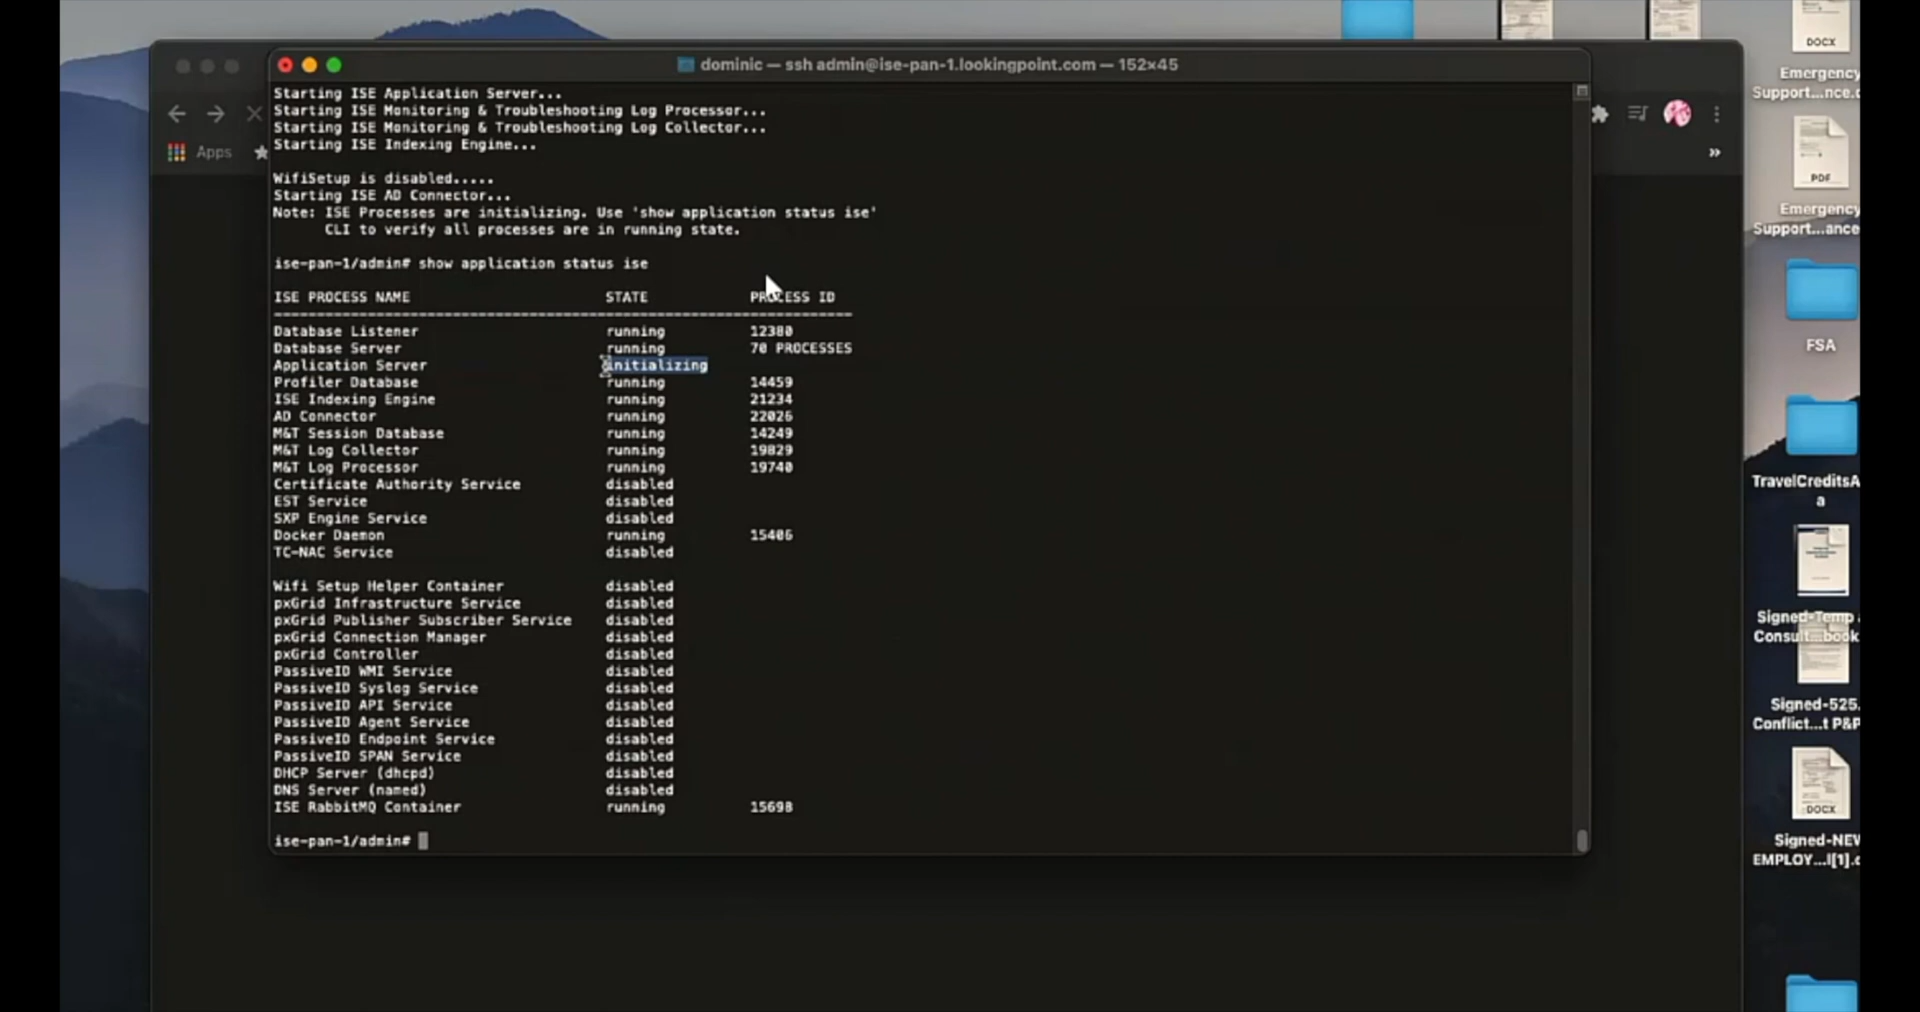 dominic — ssh admin@ise-pan-1.lookingpoint.com — 152×45
Apps
»
Starting ISE Application Server...
Starting ISE Monitoring & Troubleshooting Log Processor...
Starting ISE Monitoring & Troubleshooting Log Collector...
Starting ISE Indexing Engine...
WifiSetup is disabled.....
Starting ISE AD Connector...
Note: ISE Processes are initializing. Use 'show application status ise'
CLI to verify all processes are in running state.
ise-pan-1/admin# show application status ise
ISE PROCESS NAME STATE PROCESS ID
Database Listener running 12380
Database Server running 70 PROCESSES
Application Server initializing
Profiler Database running 14459
ISE Indexing Engine running 21234
AD Connector running 22026
M&T Session Database running 14249
M&T Log Collector running 19829
M&T Log Processor running 19740
Certificate Authority Service disabled
EST Service disabled
SXP Engine Service disabled
Docker Daemon running 15406
TC-NAC Service disabled
Wifi Setup Helper Container disabled
pxGrid Infrastructure Service disabled
pxGrid Publisher Subscriber Service disabled
pxGrid Connection Manager disabled
pxGrid Controller disabled
PassiveID WMI Service disabled
PassiveID Syslog Service disabled
PassiveID API Service disabled
PassiveID Agent Service disabled
PassiveID Endpoint Service disabled
PassiveID SPAN Service disabled
DHCP Server (dhcpd) disabled
DNS Server (named) disabled
ISE RabbitMQ Container running 15698
ise-pan-1/admin#
DOCX
Emergency
Support...nce.
PDF
Emergency
Support...ance
FSA
TravelCreditsA
a
Signed-Temp
Consult...book
Signed-525.
Conflict...t P&P
DOCX
Signed-NEW
EMPLOY...I[1].